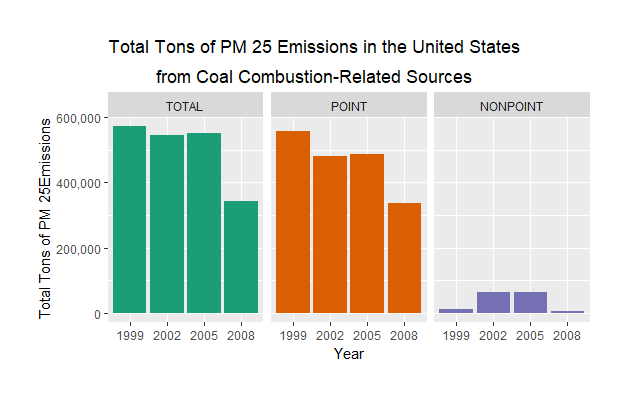 Total Tons of PM 25 Emissions in the United States
from Coal Combustion-Related Sources
TOTAL POINT NONPOINT
Total Tons of PM 25Emissions
600,000
400,000
200,000
0
1999 2002 2005 2008 1999 2002 2005 2008 1999 2002 2005 2008
Year